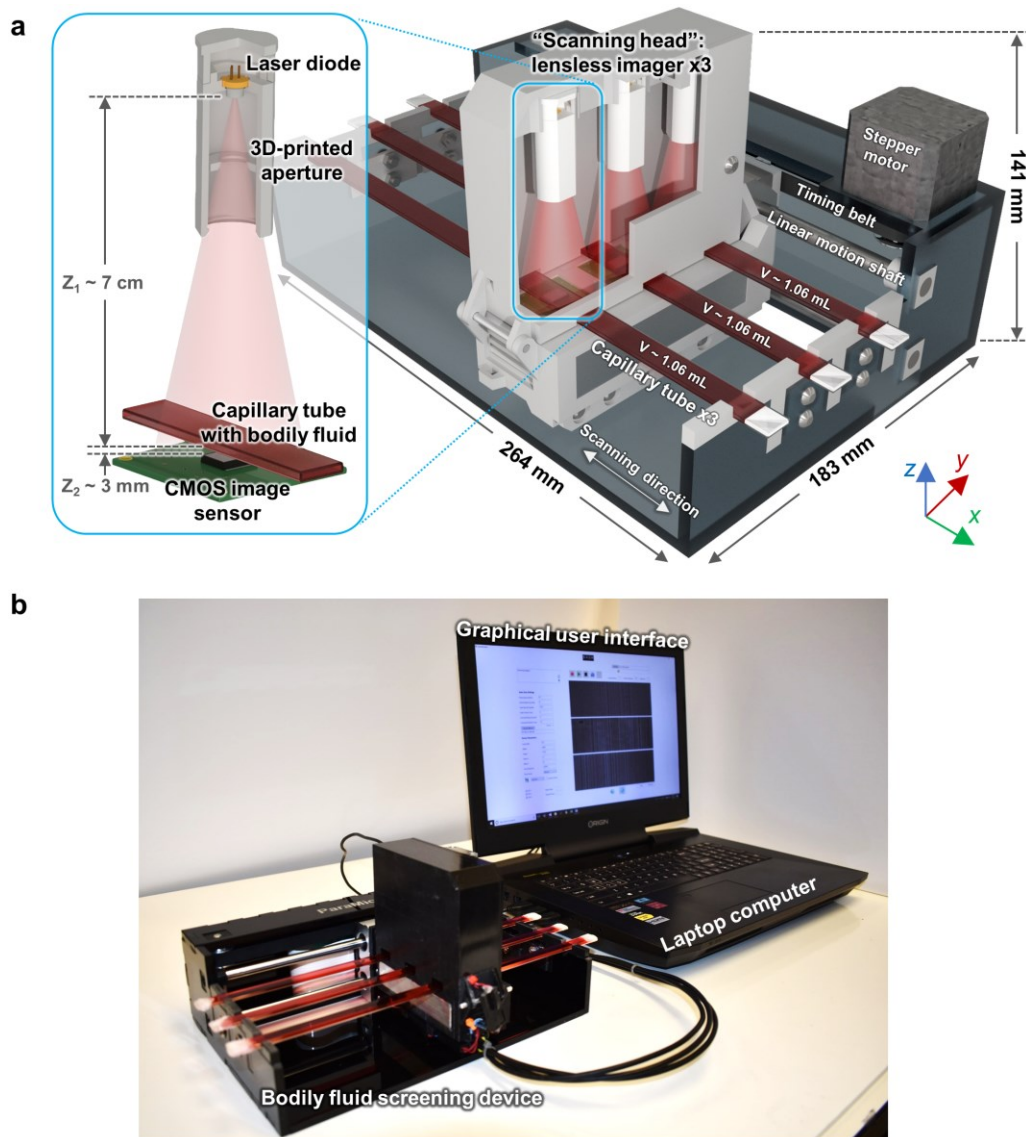 a
Laser diode
3D-printed
aperture
Z1 ~ 7 cm
Capillary tube
with bodily fluid
Z2 ~ 3 mm
CMOS image
sensor
“Scanning head”:
lensless imager x3
Stepper
motor
Timing belt
Linear motion shaft
141 mm
V ~ 1.06 mL
V ~ 1.06 mL
V ~ 1.06 mL
Capillary tube x3
Scanning direction
264 mm
183 mm
z
y
x
b
Graphical user interface
ORIGIN
Laptop computer
Bodily fluid screening device